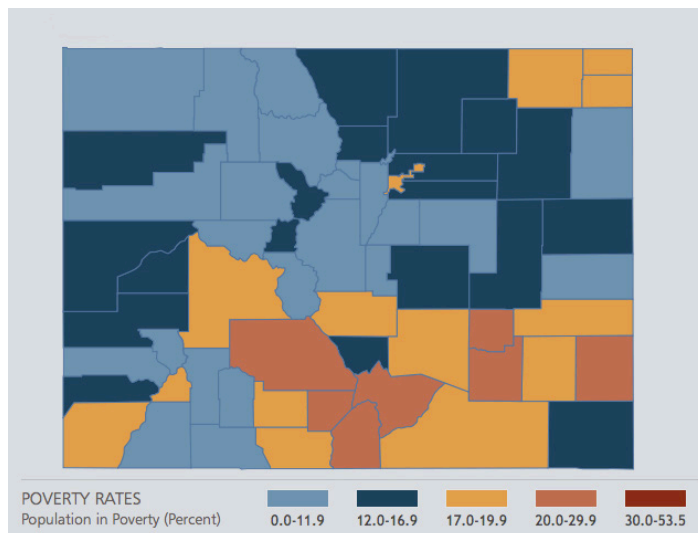 POVERTY RATES
Population in Poverty (Percent)
0.0-11.9
12.0-16.9
17.0-19.9
20.0-29.9
30.0-53.5